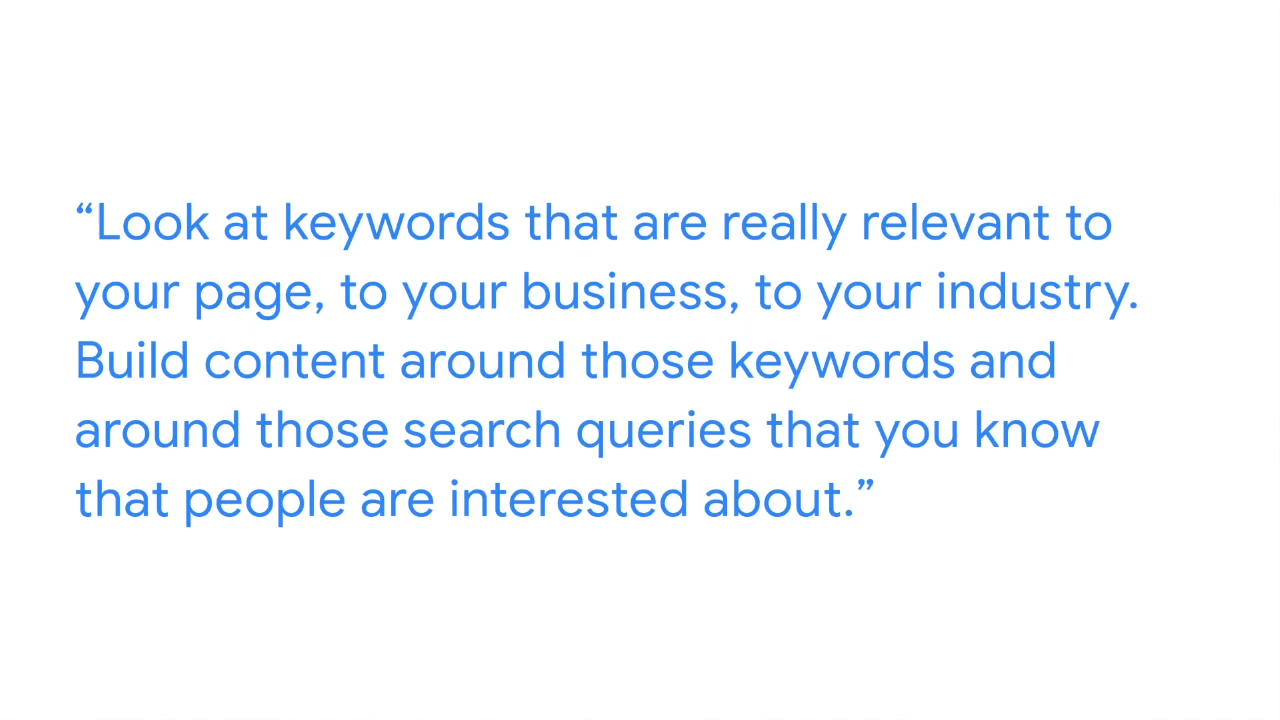 “Look at keywords that are really relevant to
your page, to your business, to your industry.
Build content around those keywords and
around those search queries that you know
that people are interested about.”